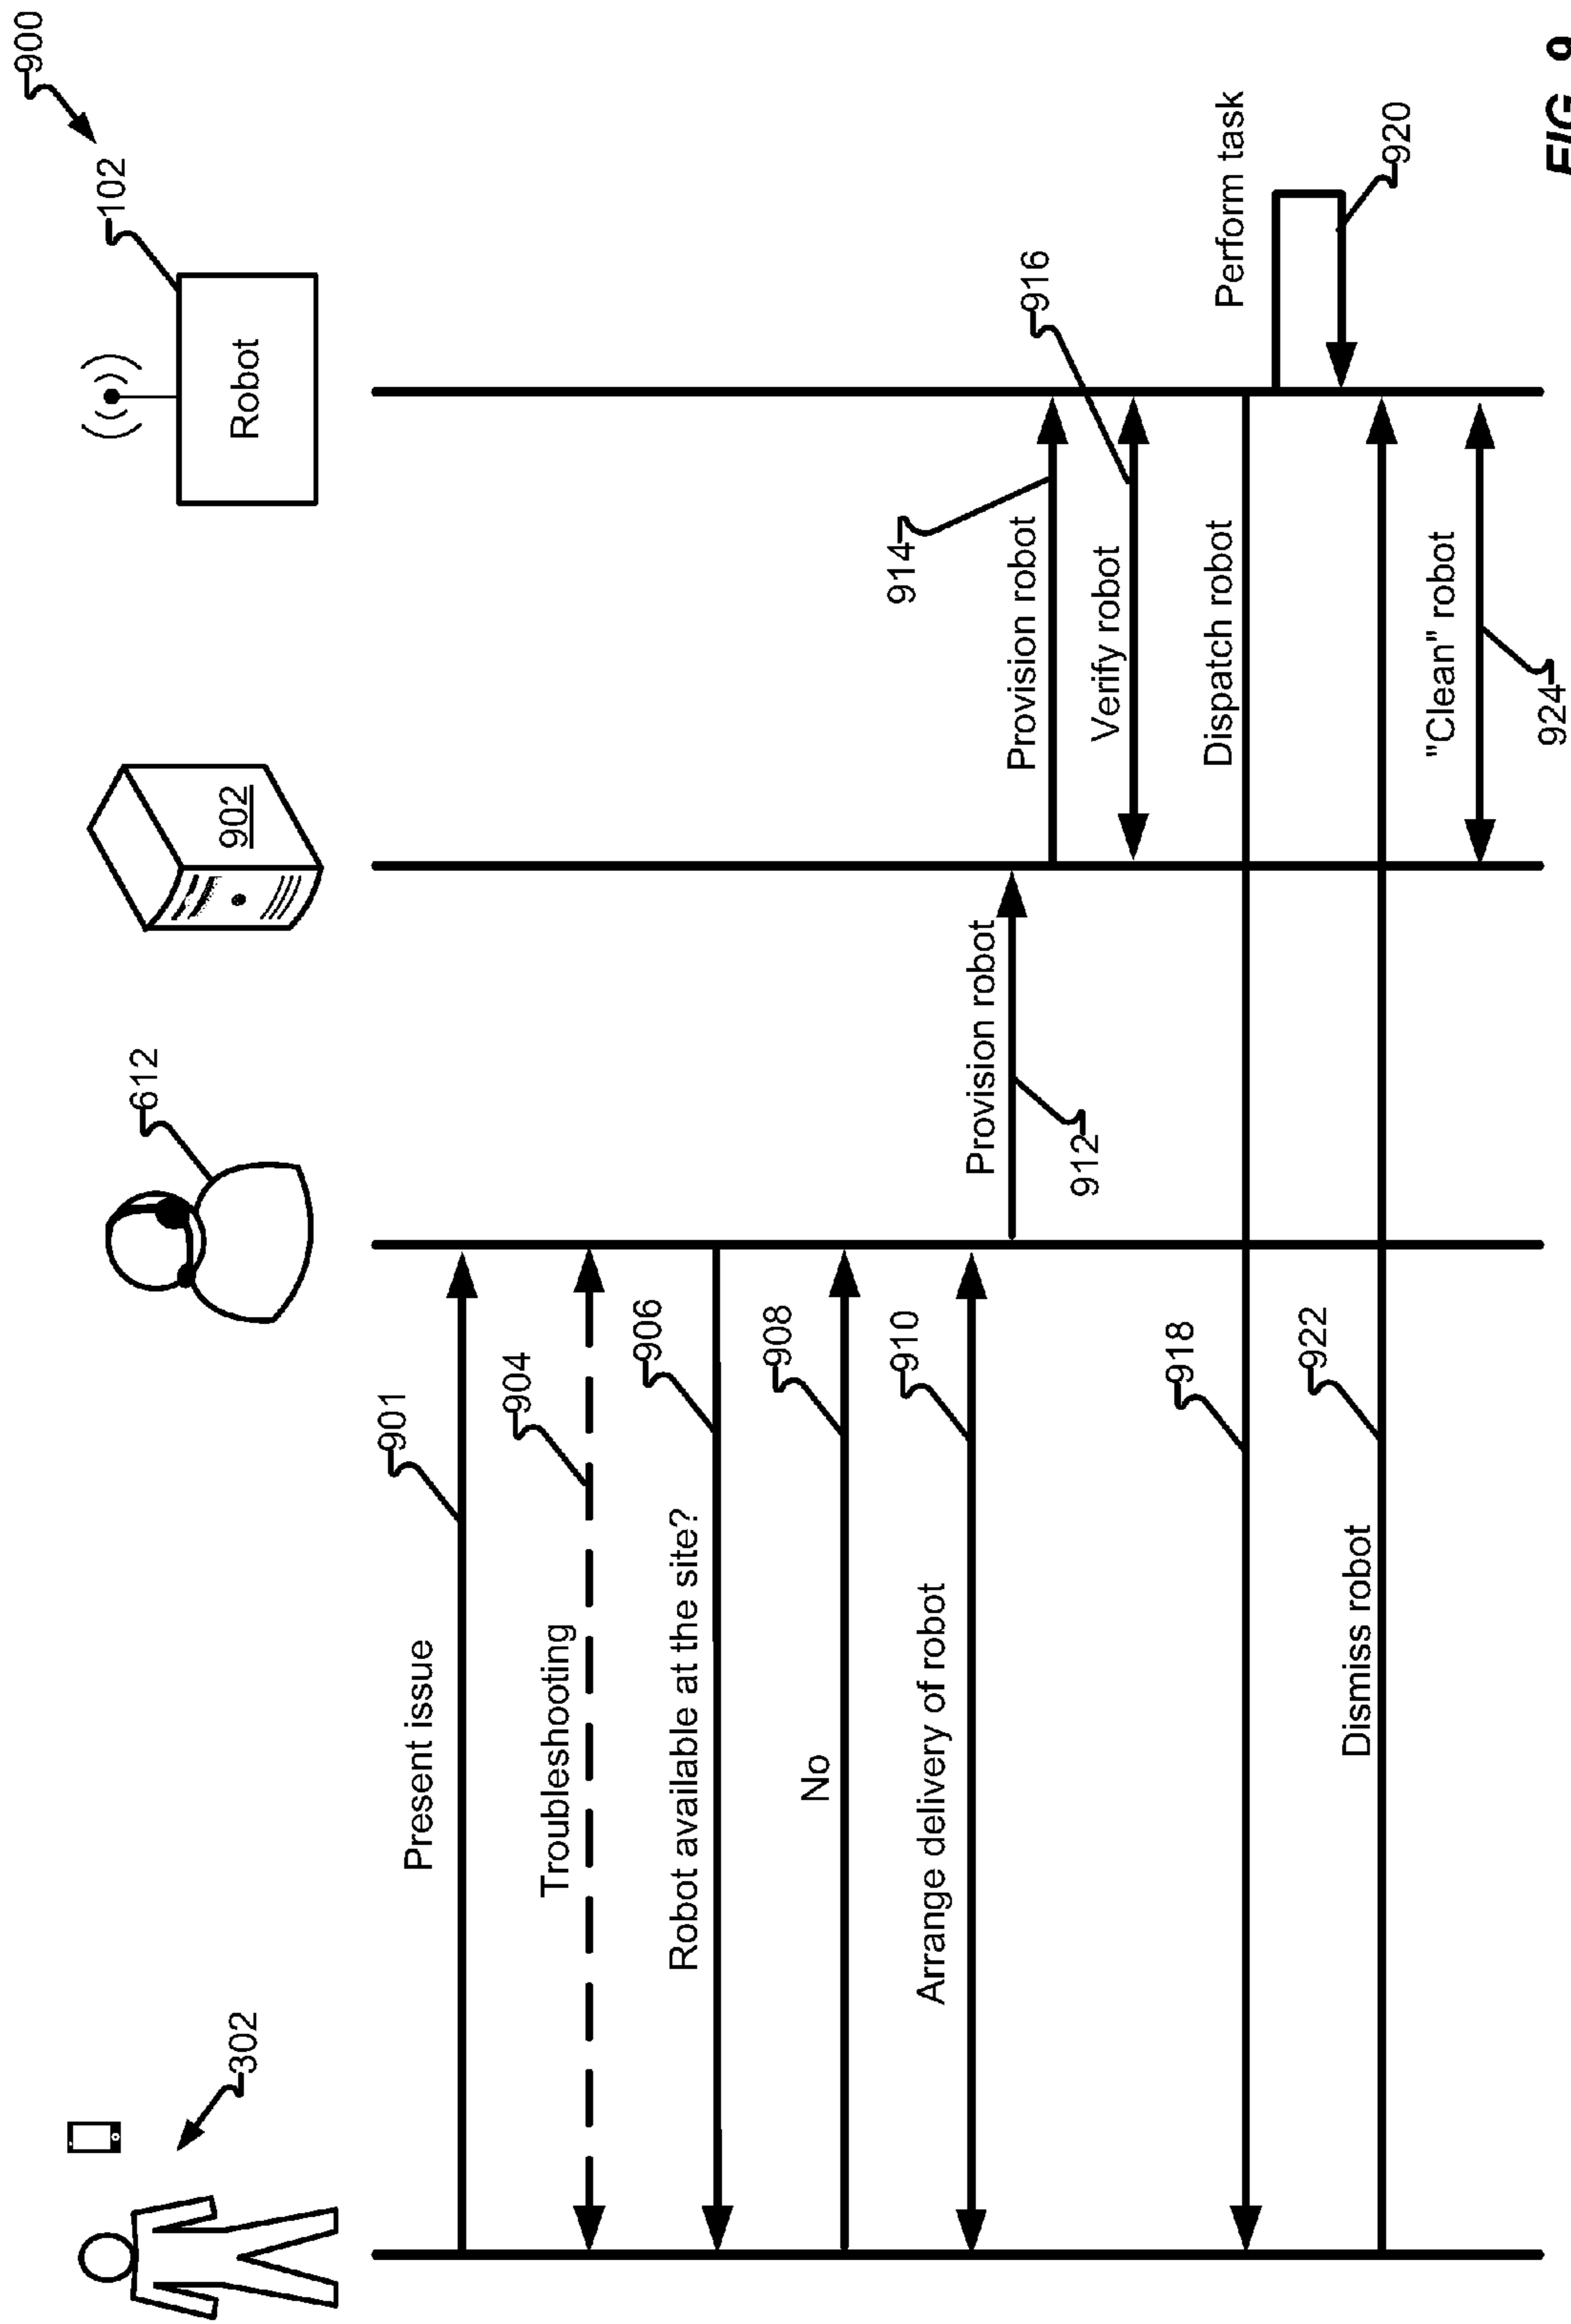 900
302
612
902
102
Robot
Present issue
901
Troubleshooting
904
Robot available at the site?
906
No
908
Arrange delivery of robot
910
Provision robot
912
Provision robot
914
Verify robot
916
Dispatch robot
918
Perform task
920
Dismiss robot
922
"Clean" robot
924